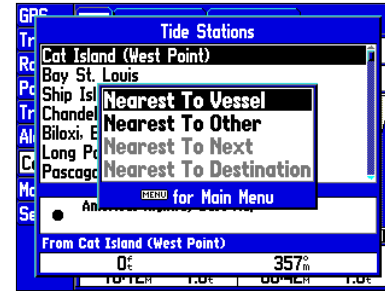 GPS
Tide Stations
Cat Island (West Point)
Bay St. Louis
Ship Isl
Nearest To Vessel
Chandel
Nearest To Other
Biloxi, E
Nearest To Next
Long Po
Nearest To Destination
Pascago
MENU for Main Menu
From Cat Island (West Point)
0ft
357°m